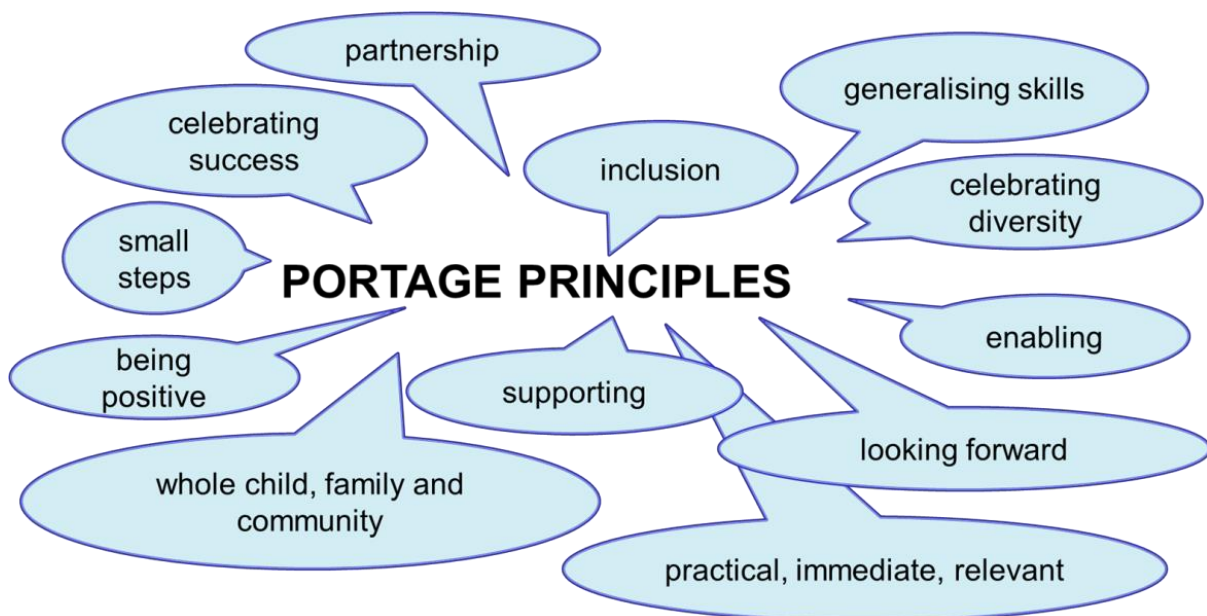 partnership
generalising skills
celebrating
success
inclusion
celebrating
diversity
small
steps
PORTAGE PRINCIPLES
being
positive
supporting
enabling
looking forward
whole child, family and
community
practical, immediate, relevant